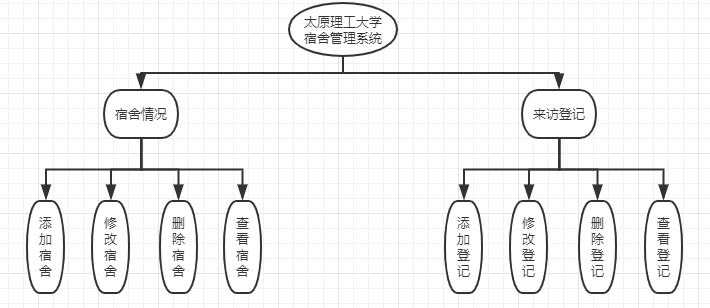 太原理工大学
宿舍管理系统
宿舍情况
来访登记
添加宿舍
修改宿舍
删除宿舍
查看宿舍
添加登记
修改登记
删除登记
查看登记